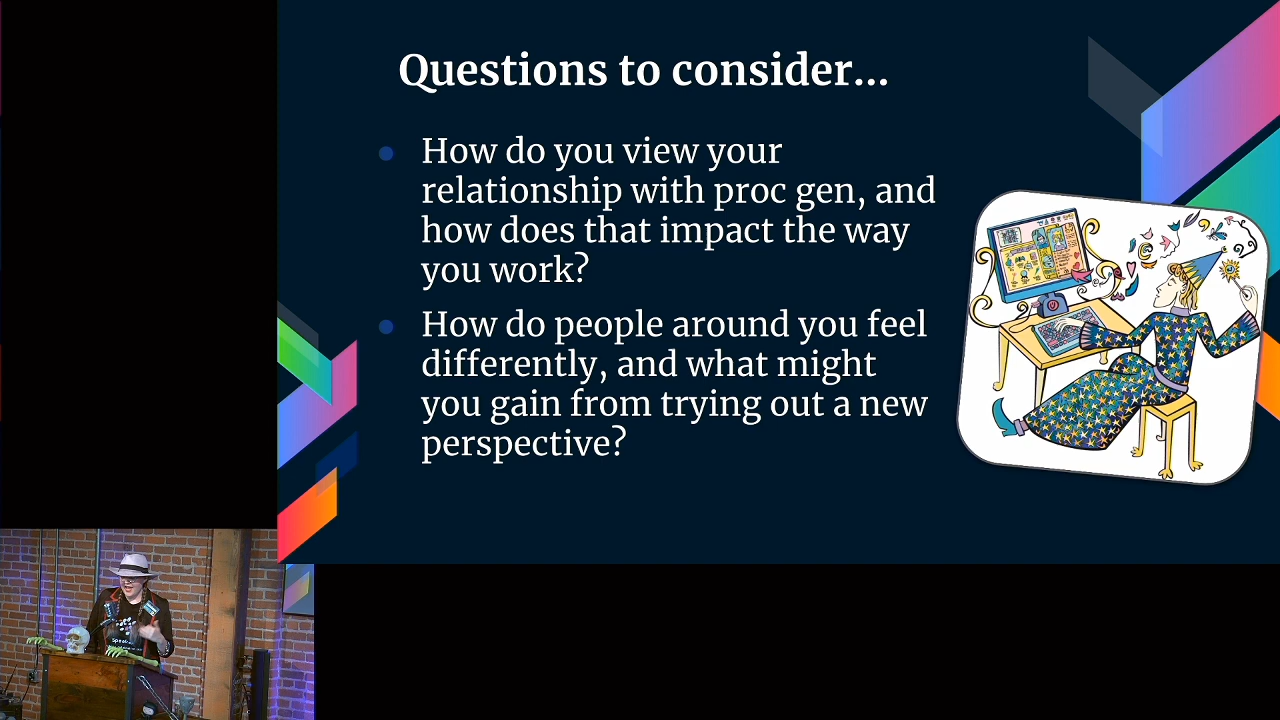 Questions to consider...
How do you view your
relationship with proc gen, and
how does that impact the way
you work?
How do people around you feel
differently, and what might
you gain from trying out a new
perspective?